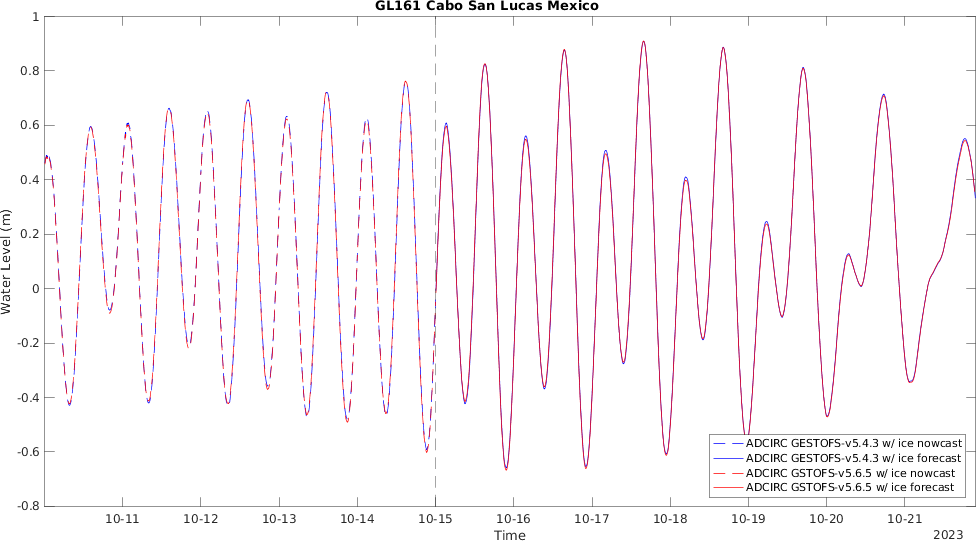 GL161 Cabo San Lucas Mexico
1
0.8
0.6
0.4
0.2
0
-0.2
-0.4
-0.6
-0.8
Water Level (m)
ADCIRC GESTOFS-v5.4.3 w/ ice nowcast
ADCIRC GESTOFS-v5.4.3 w/ ice forecast
ADCIRC GSTOFS-v5.6.5 w/ ice nowcast
ADCIRC GSTOFS-v5.6.5 w/ ice forecast
10-11 10-12 10-13 10-14 10-15 10-16 10-17 10-18 10-19 10-20 10-21
Time
2023